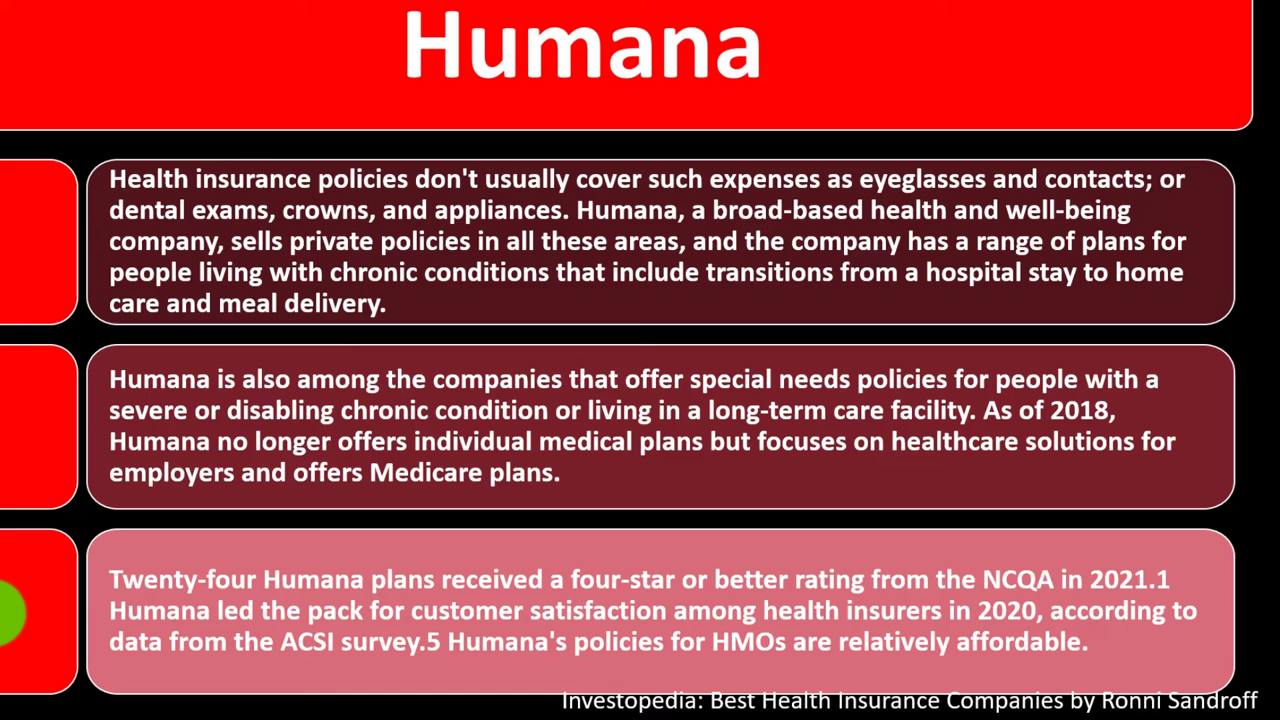 Humana
Health insurance policies don't usually cover such expenses as eyeglasses and contacts; or
dental exams, crowns, and appliances. Humana, a broad-based health and well-being
company, sells private policies in all these areas, and the company has a range of plans for
people living with chronic conditions that include transitions from a hospital stay to home
care and meal delivery.
Humana is also among the companies that offer special needs policies for people with a
severe or disabling chronic condition or living in a long-term care facility. As of 2018,
Humana no longer offers individual medical plans but focuses on healthcare solutions for
employers and offers Medicare plans.
Twenty-four Humana plans received a four-star or better rating from the NCQA in 2021.1
Humana led the pack for customer satisfaction among health insurers in 2020, according to
data from the ACSI survey.5 Humana's policies for HMOs are relatively affordable.
Investopedia: Best Health Insurance Companies by Ronni Sandroff